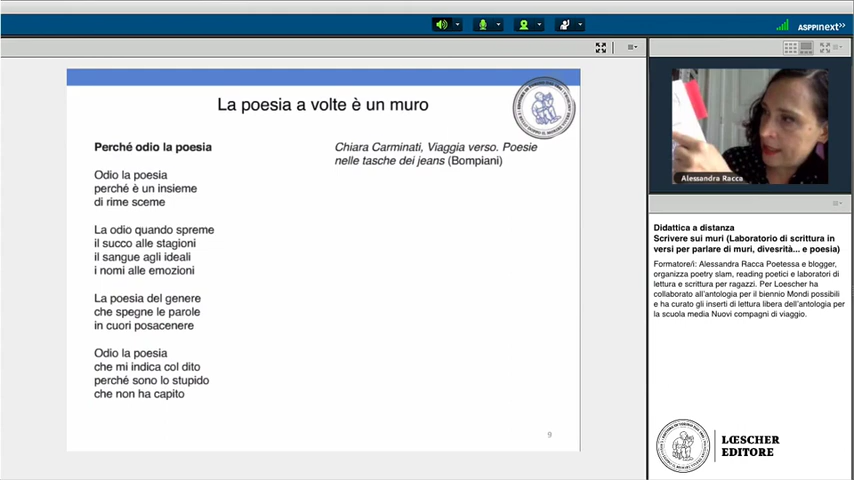 ASPPInext>>
La poesia a volte è un muro
Perché odio la poesia
Odio la poesia
perché è un insieme
di rime sceme
La odio quando spreme
il succo alle stagioni
il sangue agli ideali
i nomi alle emozioni
La poesia del genere
che spegne le parole
in cuori posacenere
Odio la poesia
che mi indica col dito
perché sono lo stupido
che non ha capito
Chiara Carminati, Viaggia verso. Poesie
nelle tasche dei jeans (Bompiani)
9
Alessandra Racca
Didattica a distanza
Scrivere sui muri (Laboratorio di scrittura in
versi per parlare di muri, divesrità... e poesia)
Formatore/i: Alessandra Racca Poetessa e blogger,
organizza poetry slam, reading poetici e laboratori di
lettura e scrittura per ragazzi. Per Loescher ha
collaborato all'antologia per il biennio Mondi possibili
e ha curato gli inserti di lettura libera dell'antologia per
la scuola media Nuovi compagni di viaggio.
LŒSCHER
EDITORE